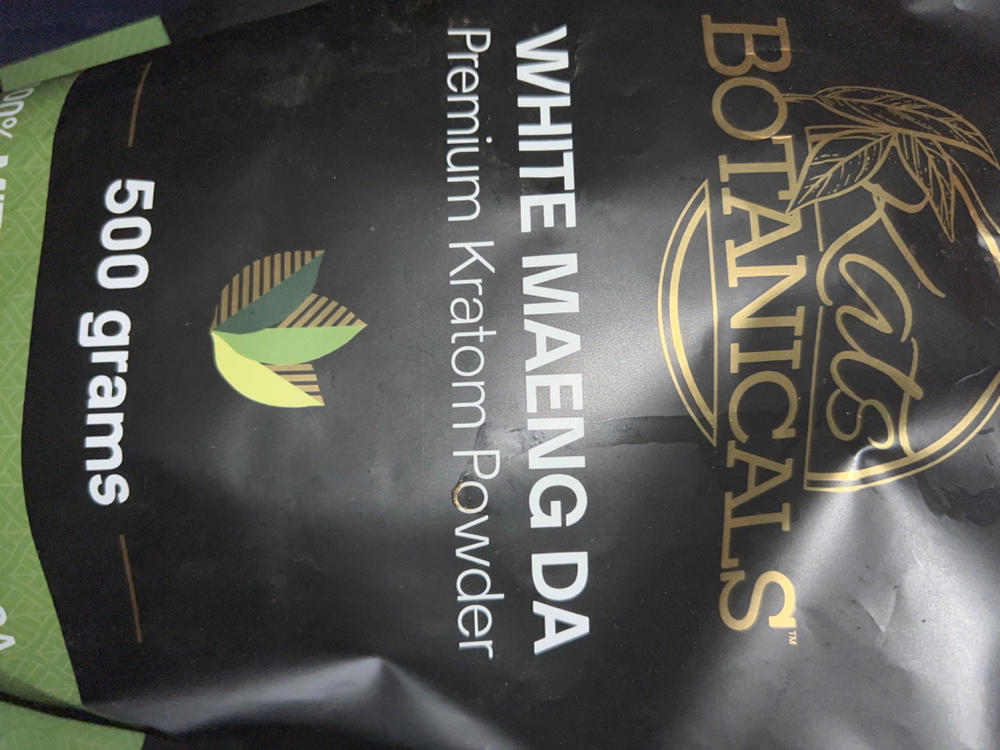 Kats
BOTANICALS™
WHITE MAENG DA
Premium Kratom Powder
500 grams